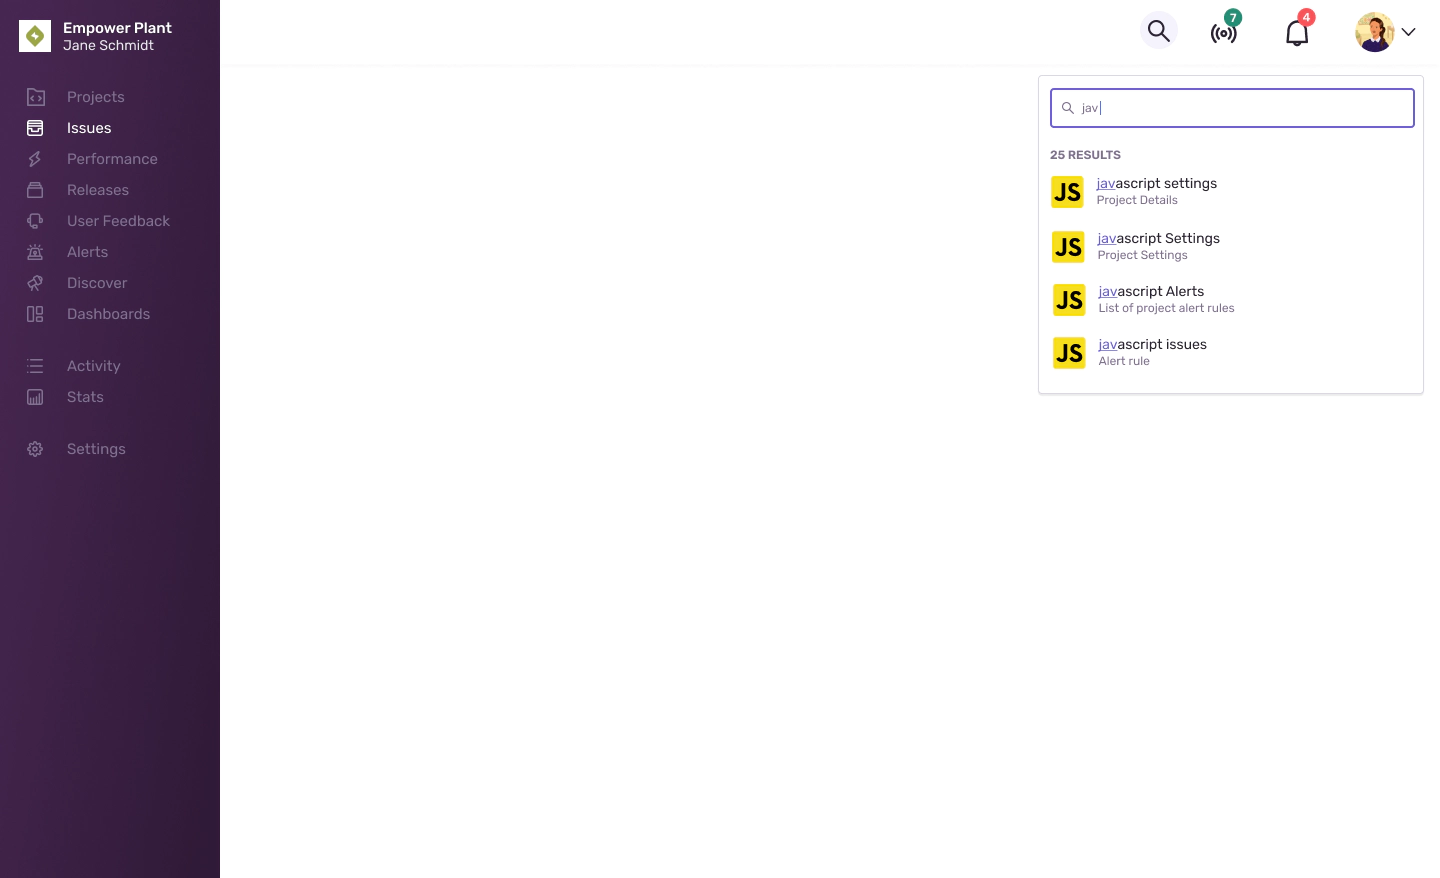 Empower Plant
Jane Schmidt
Projects
Issues
Performance
Releases
User Feedback
Alerts
Discover
Dashboards
Activity
Stats
Settings
7
4
jav
25 RESULTS
JS
javascript settings
Project Details
JS
javascript Settings
Project Settings
JS
javascript Alerts
List of project alert rules
JS
javascript issues
Alert rule